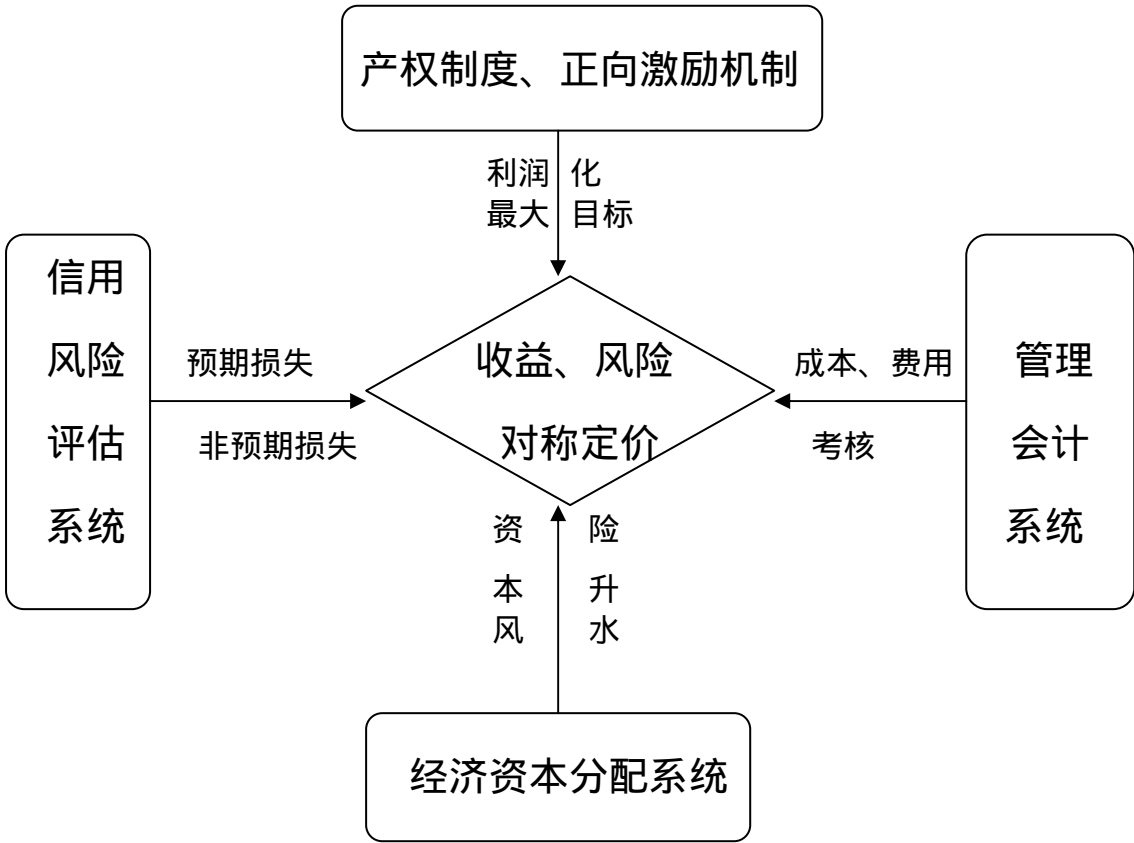 产权制度、正向激励机制
利润 化
最大 目标
信用
风险
评估
系统
预期损失
非预期损失
收益、风险
对称定价
成本、费用
考核
管理
会计
系统
资 险
本 升
风 水
经济资本分配系统